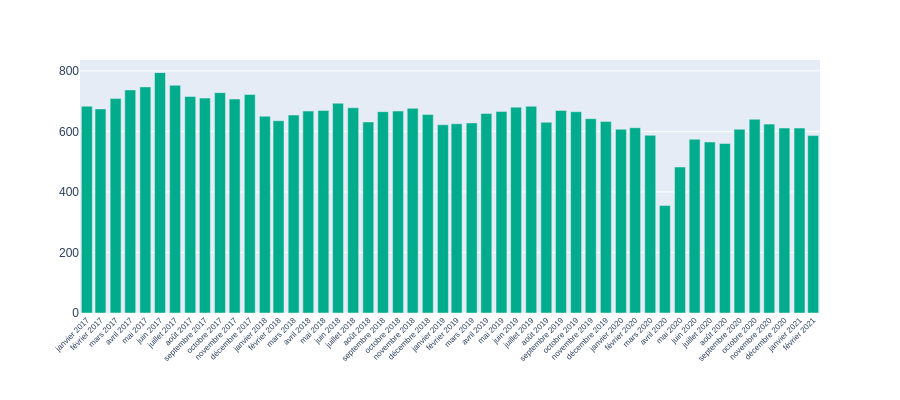 800
600
400
200
0
janvier 2017
février 2017
mars 2017
avril 2017
mai 2017
juin 2017
juillet 2017
août 2017
septembre 2017
octobre 2017
novembre 2017
décembre 2017
janvier 2018
février 2018
mars 2018
avril 2018
mai 2018
juin 2018
juillet 2018
août 2018
septembre 2018
octobre 2018
novembre 2018
décembre 2018
janvier 2019
février 2019
mars 2019
avril 2019
mai 2019
juin 2019
juillet 2019
août 2019
septembre 2019
octobre 2019
novembre 2019
décembre 2019
janvier 2020
février 2020
mars 2020
avril 2020
mai 2020
juin 2020
juillet 2020
août 2020
septembre 2020
octobre 2020
novembre 2020
décembre 2020
janvier 2021
février 2021